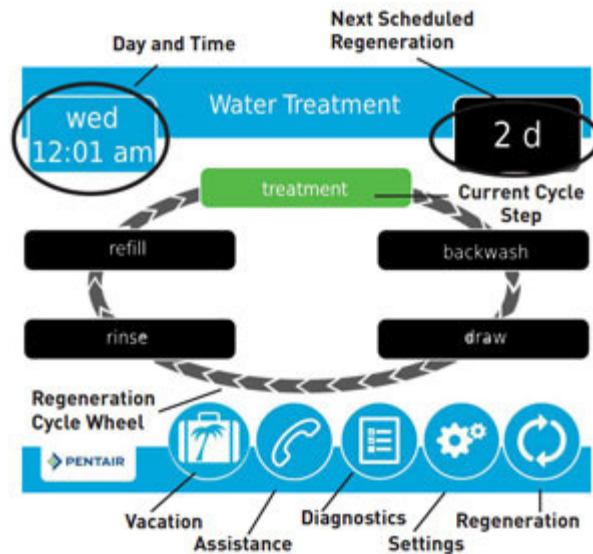 Day and Time
Next Scheduled
Regeneration
wed
12:01 am
Water Treatment
2 d
treatment
Current Cycle
Step
refill
backwash
rinse
draw
Regeneration
Cycle Wheel
PENTAIR
Vacation
Assistance
Diagnostics
Settings
Regeneration